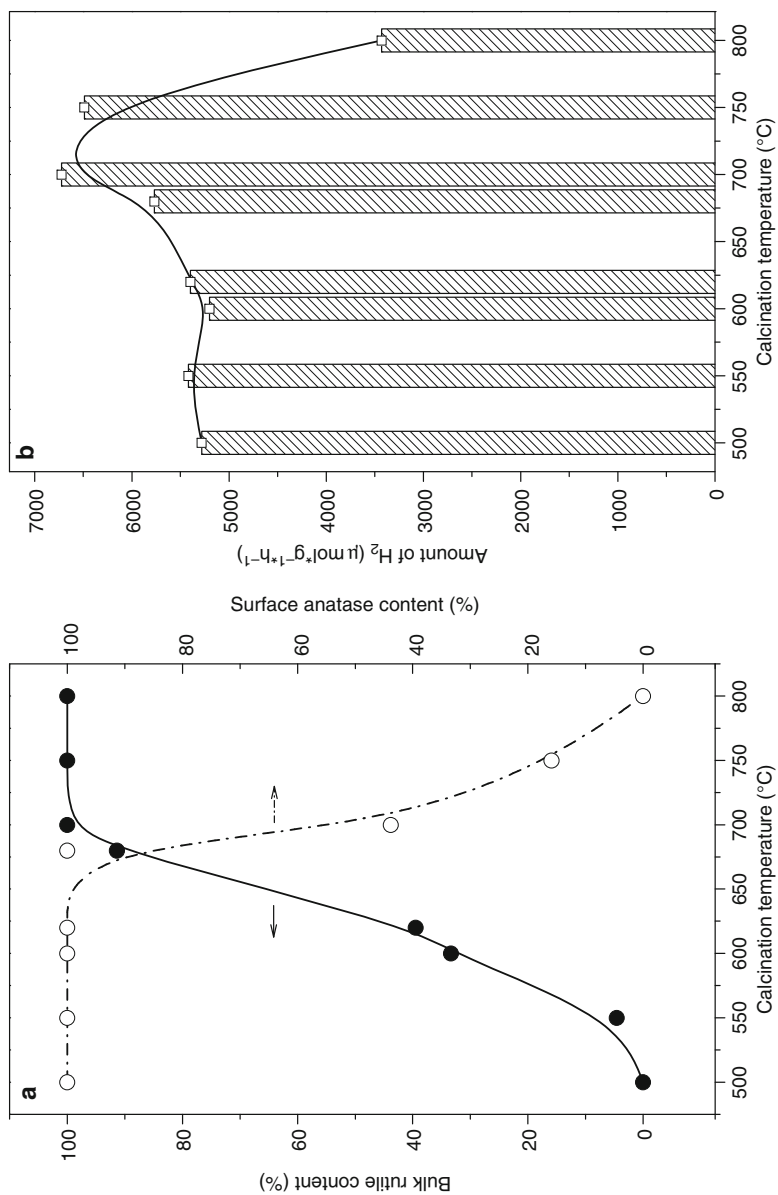 a
Bulk rutile content (%)
100
80
60
40
20
0
Surface anatase content (%)
100
80
60
40
20
0
500 550 600 650 700 750 800
Calcination temperature (°C)
b
Amount of H₂ (μ mol*g⁻¹*h⁻¹)
7000
6000
5000
4000
3000
2000
1000
0
500 550 600 650 700 750 800
Calcination temperature (°C)